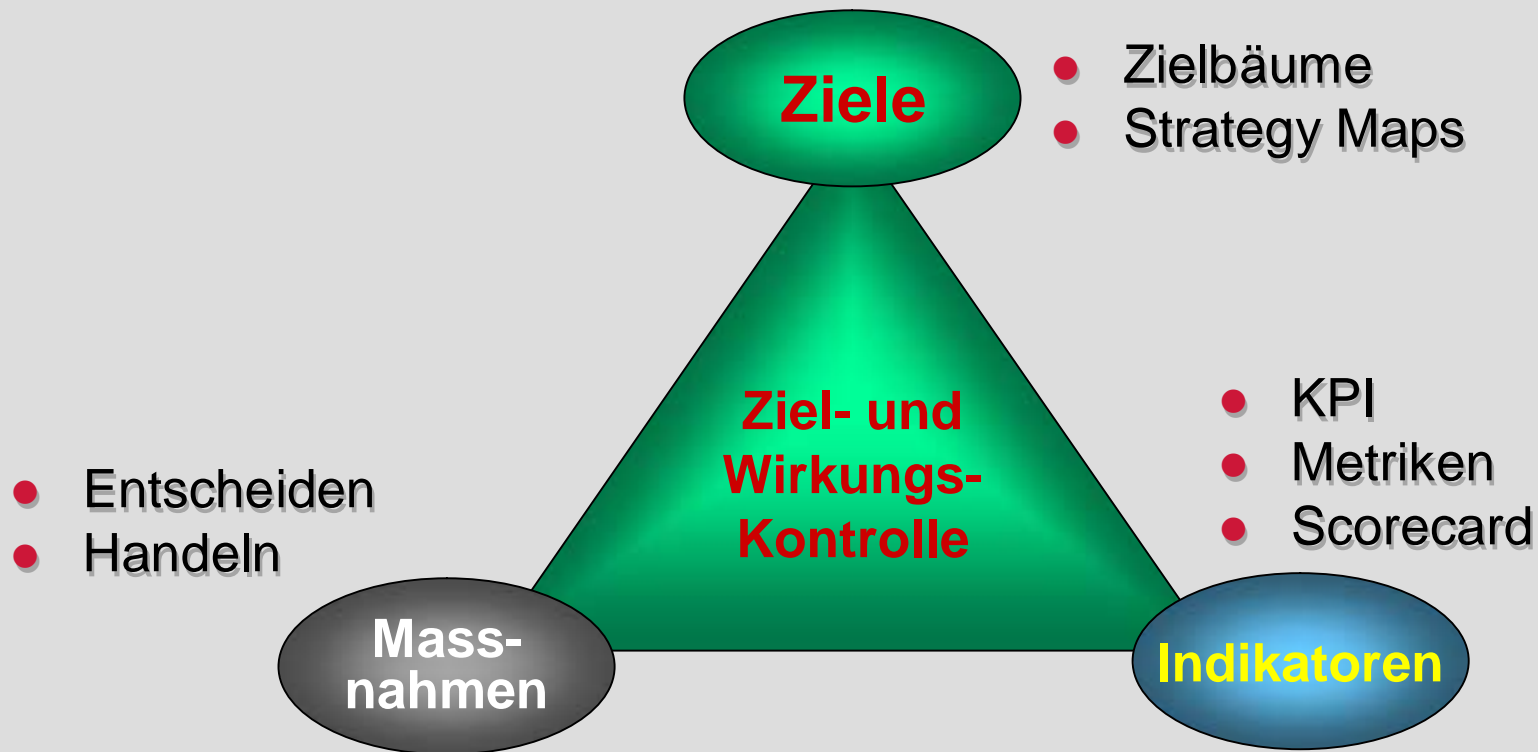 Ziele
Zielbäume
Strategy Maps
Ziel- und
Wirkungs-
Kontrolle
KPI
Metriken
Scorecard
Entscheiden
Handeln
Mass-
nahmen
Indikatoren